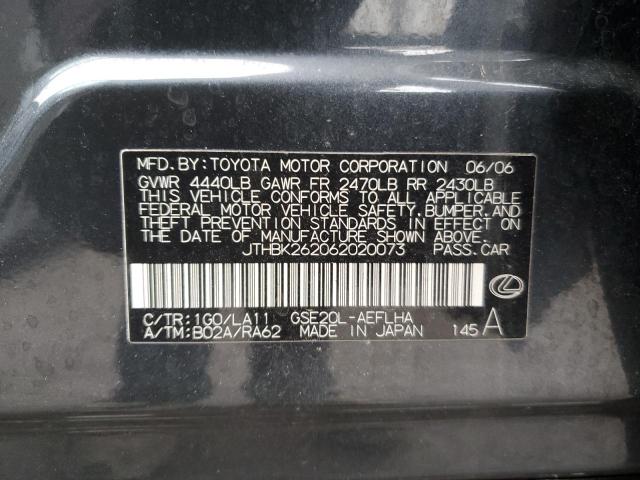 MFD. BY: TOYOTA MOTOR CORPORATION 06/06
GVWR 4440LB GAWR FR 2470LB RR 2430LB
THIS VEHICLE CONFORMS TO ALL APPLICABLE
FEDERAL MOTOR VEHICLE SAFETY, BUMPER, AND
THEFT PREVENTION STANDARDS IN EFFECT ON
THE DATE OF MANUFACTURE SHOWN ABOVE.
JTHBK262062020073 PASS.CAR
C/TR:1G0/LA11 GSE20L-AEFLHA
A/TM:B02A/RA62 MADE IN JAPAN 145 A